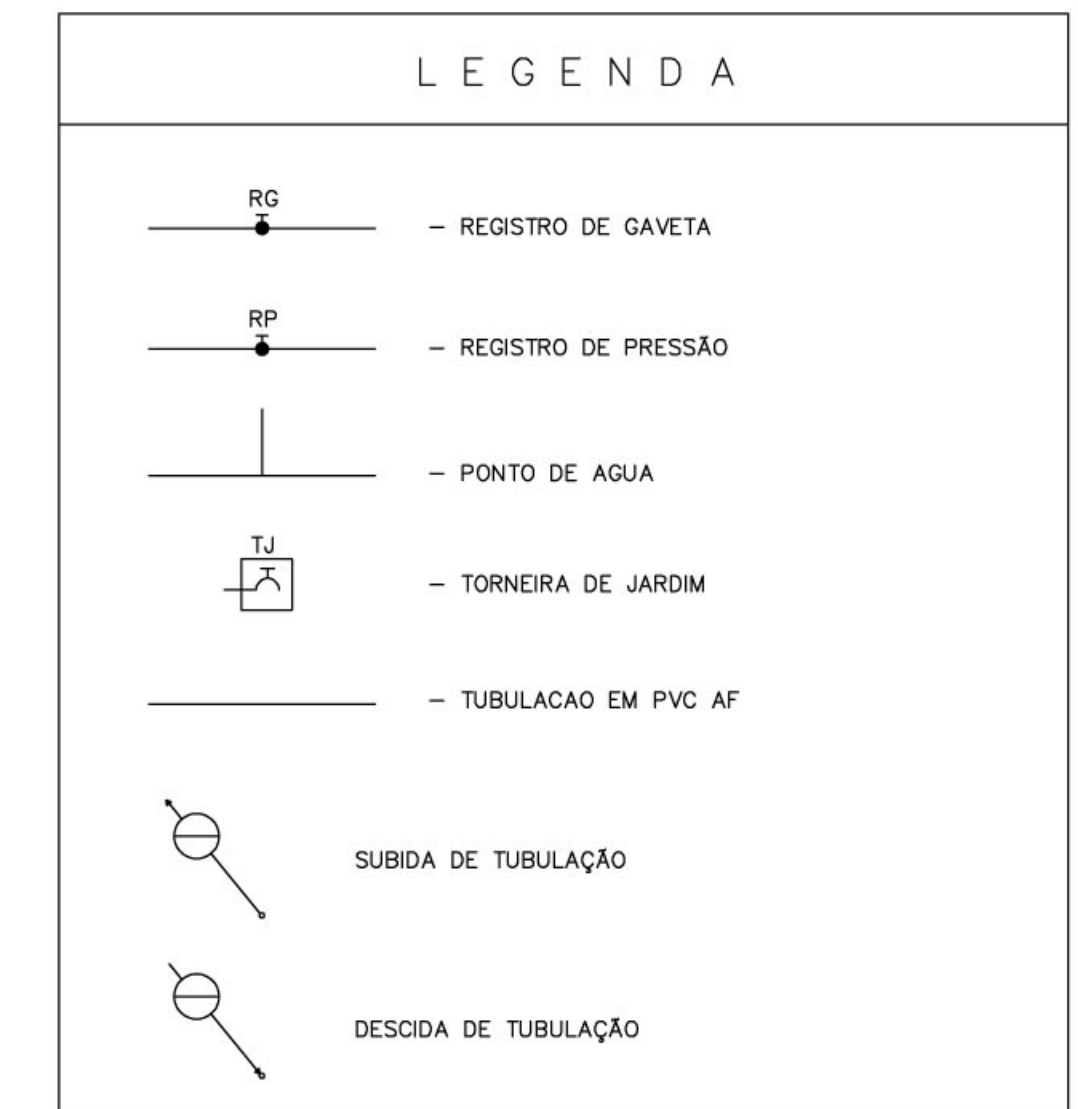 LEGENDA
RG
– REGISTRO DE GAVETA
RP
– REGISTRO DE PRESSÃO
– PONTO DE AGUA
TJ
– TORNEIRA DE JARDIM
– TUBULACAO EM PVC AF
SUBIDA DE TUBULAÇÃO
DESCIDA DE TUBULAÇÃO